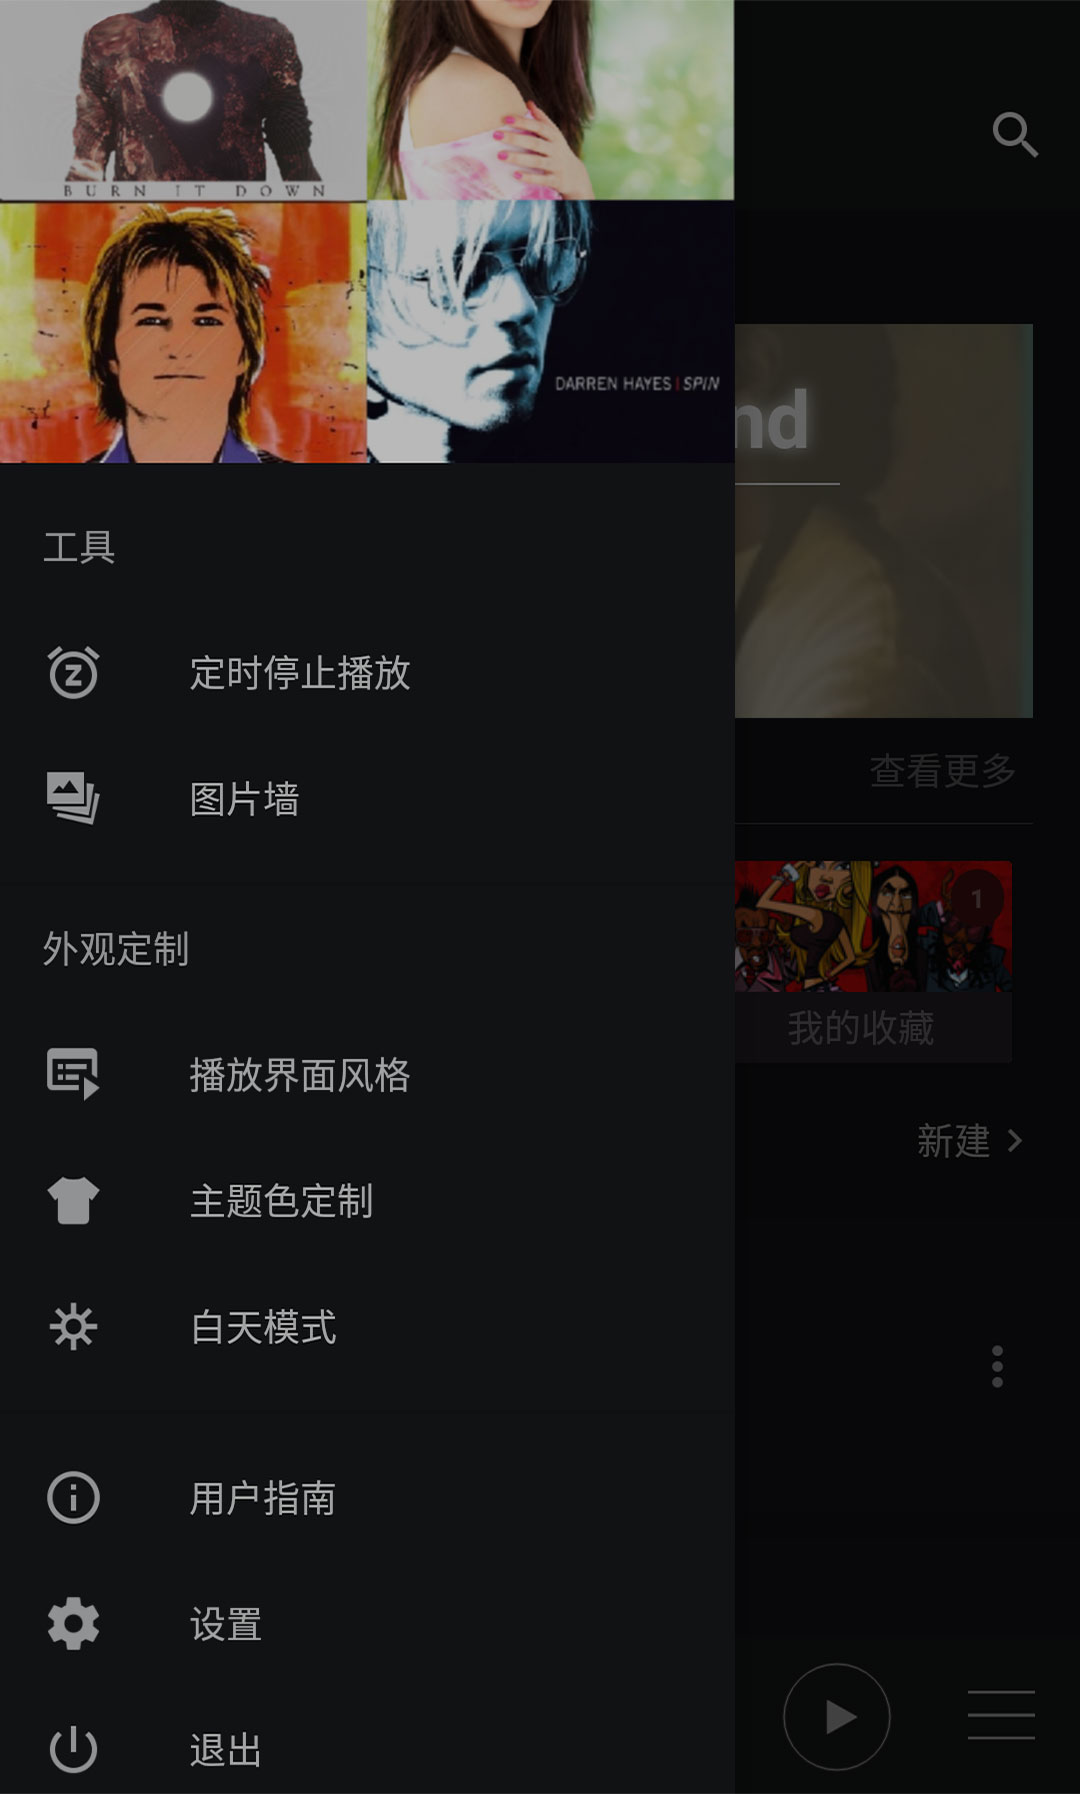 BURN IT DOWN
DARREN HAYES | SPIN
nd
工具
定时停止播放
图片墙
查看更多
1
外观定制
我的收藏
播放界面风格
新建
主题色定制
白天模式
用户指南
设置
退出